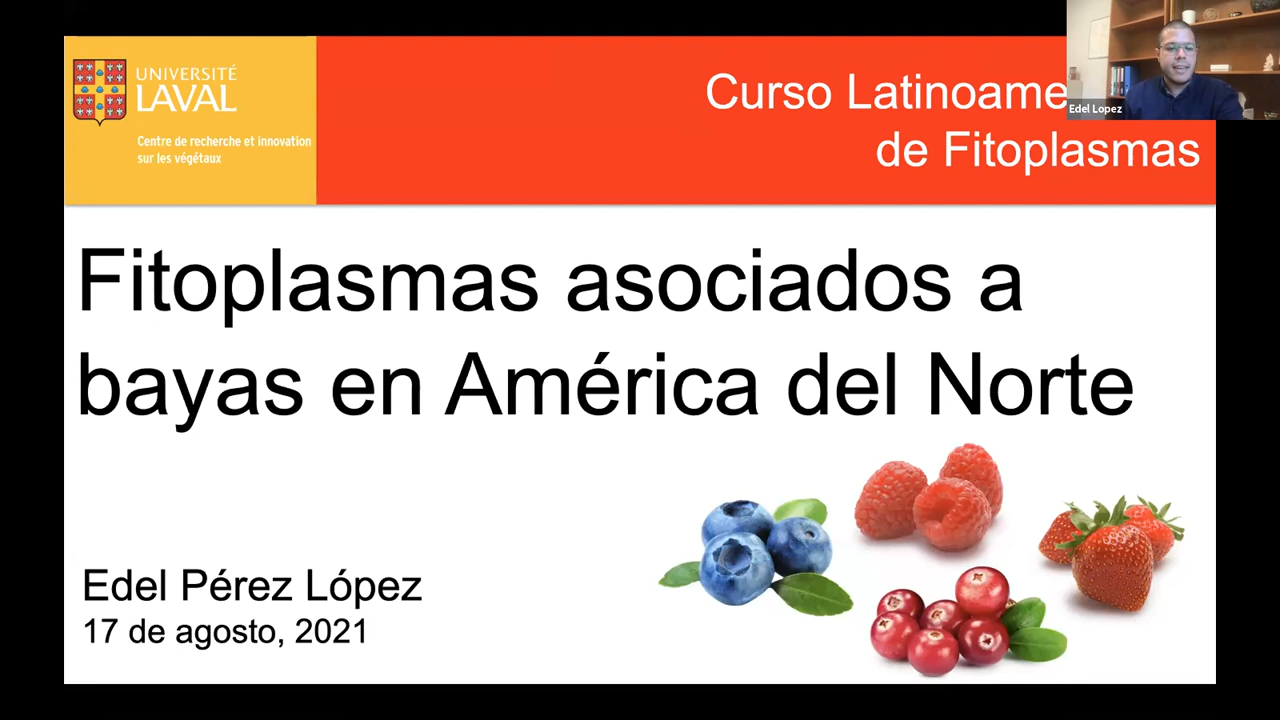 UNIVERSITÉ
LAVAL
Centre de recherche et innovation
sur les végétaux
Curso Latinoame
de Fitoplasmas
Edel Lopez
Fitoplasmas asociados a
bayas en América del Norte
Edel Pérez López
17 de agosto, 2021